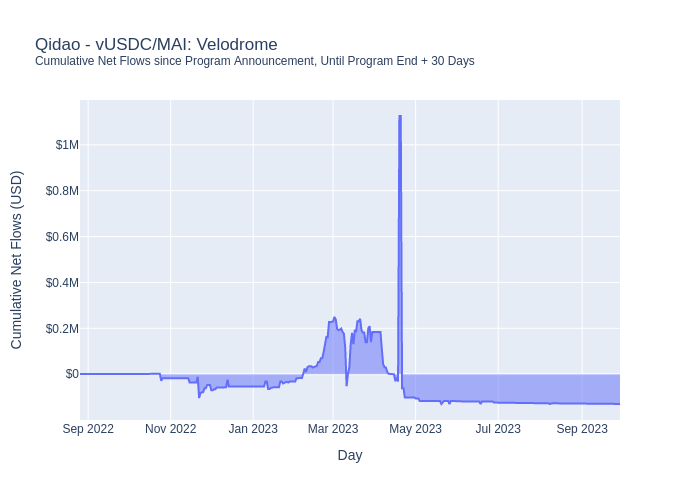 Qidao - vUSDC/MAI: Velodrome
Cumulative Net Flows since Program Announcement, Until Program End + 30 Days
Cumulative Net Flows (USD)
$1M
$0.8M
$0.6M
$0.4M
$0.2M
$0
Sep 2022 Nov 2022 Jan 2023 Mar 2023 May 2023 Jul 2023 Sep 2023
Day